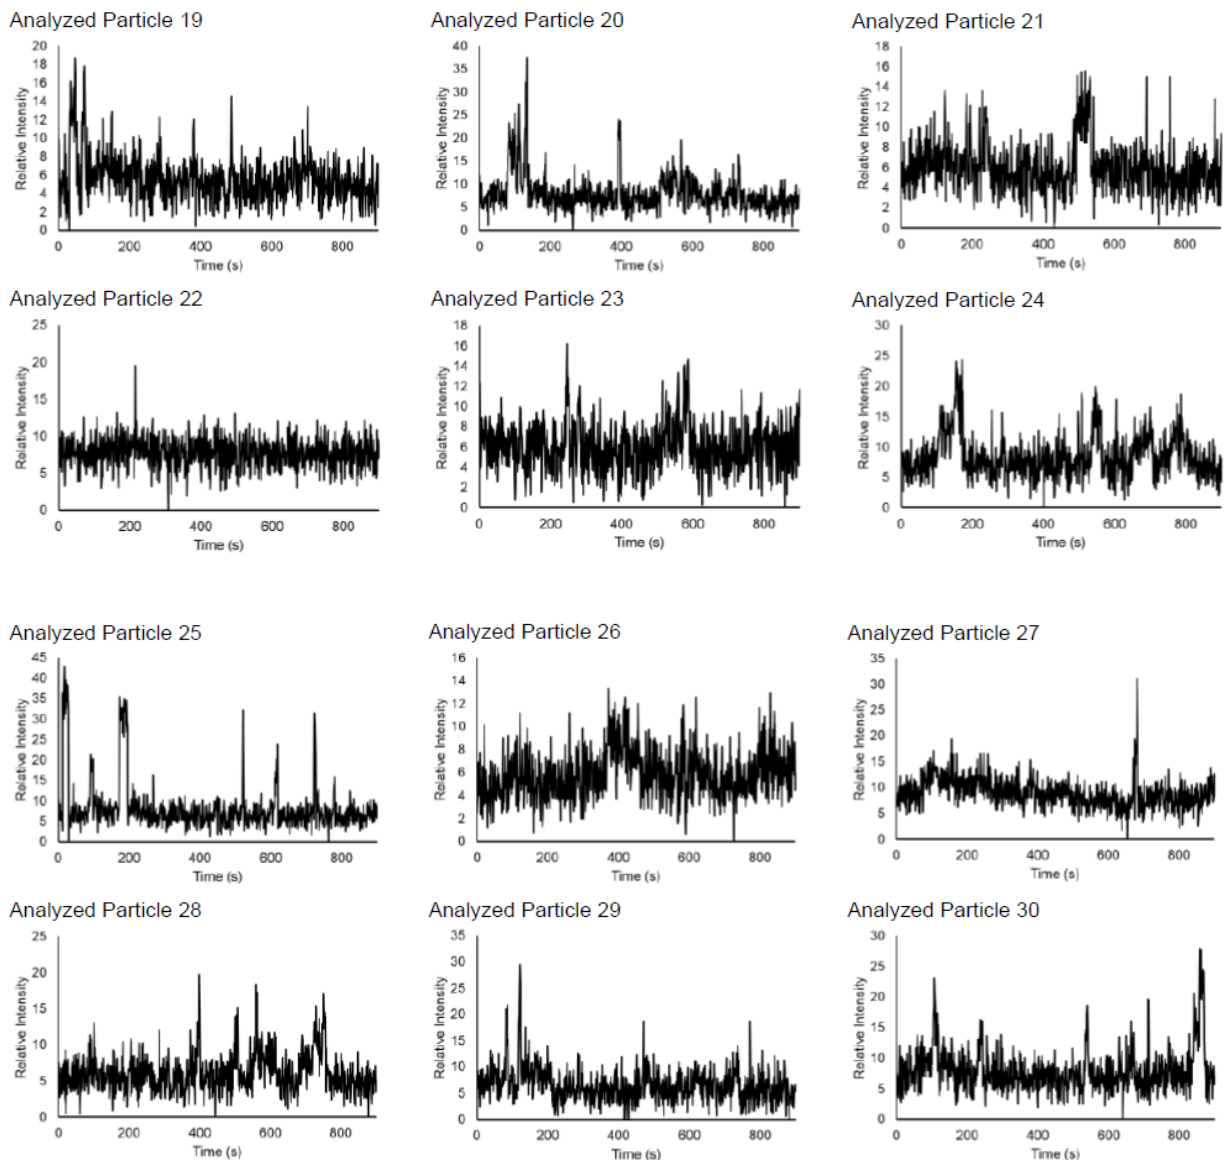 Analyzed Particle 19
Analyzed Particle 20
Analyzed Particle 21
20
18
16
14
12
10
8
6
4
2
0
Relative Intensity
0 200 400 600 800
Time (s)
40
35
30
25
20
15
10
5
0
Relative Intensity
0 200 400 600 800
Time (s)
18
16
14
12
10
8
6
4
2
0
Relative Intensity
0 200 400 600 800
Time (s)
Analyzed Particle 22
Analyzed Particle 23
Analyzed Particle 24
25
20
15
10
5
0
Relative Intensity
0 200 400 600 800
Time (s)
18
16
14
12
10
8
6
4
2
0
Relative Intensity
0 200 400 600 800
Time (s)
30
25
20
15
10
5
0
Relative Intensity
0 200 400 600 800
Time (s)
Analyzed Particle 25
Analyzed Particle 26
Analyzed Particle 27
45
40
35
30
25
20
15
10
5
0
Relative Intensity
0 200 400 600 800
Time (s)
16
14
12
10
8
6
4
2
0
Relative Intensity
0 200 400 600 800
Time (s)
35
30
25
20
15
10
5
0
Relative Intensity
0 200 400 600 800
Time (s)
Analyzed Particle 28
Analyzed Particle 29
Analyzed Particle 30
25
20
15
10
5
0
Relative Intensity
0 200 400 600 800
Time (s)
35
30
25
20
15
10
5
0
Relative Intensity
0 200 400 600 800
Time (s)
30
25
20
15
10
5
0
Relative Intensity
0 200 400 600 800
Time (s)